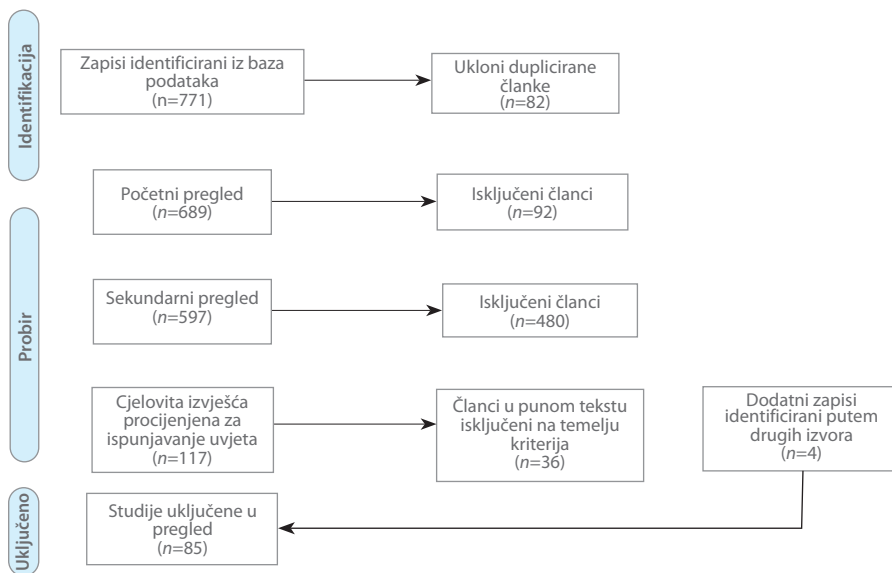 Identifikacija
Zapisi identificirani iz baza
podataka
(n=771)
Ukloni duplicirane
članke
(n=82)
Probir
Početni pregled
(n=689)
Isključeni članci
(n=92)
Sekundarni pregled
(n=597)
Isključeni članci
(n=480)
Cjelovita izvješća
procijenjena za
ispunjavanje uvjeta
(n=117)
Članci u punom tekstu
isključeni na temelju
kriterija
(n=36)
Dodatni zapisi
identificirani putem
drugih izvora
(n=4)
Uključeno
Studije uključene u
pregled
(n=85)